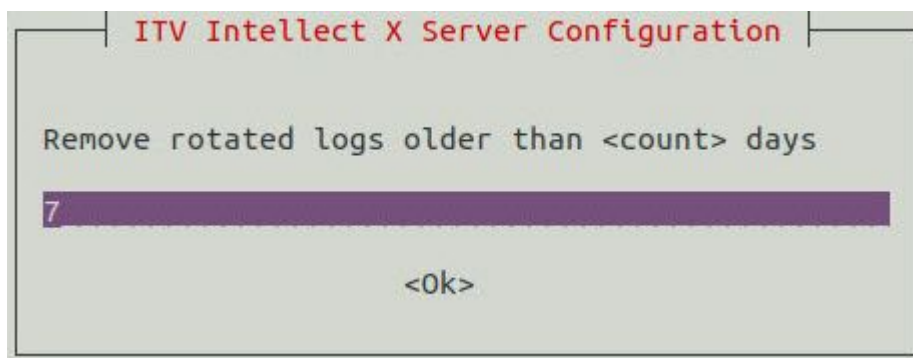 ITV Intellect X Server Configuration
Remove rotated logs older than <count> days
7
<Ok>